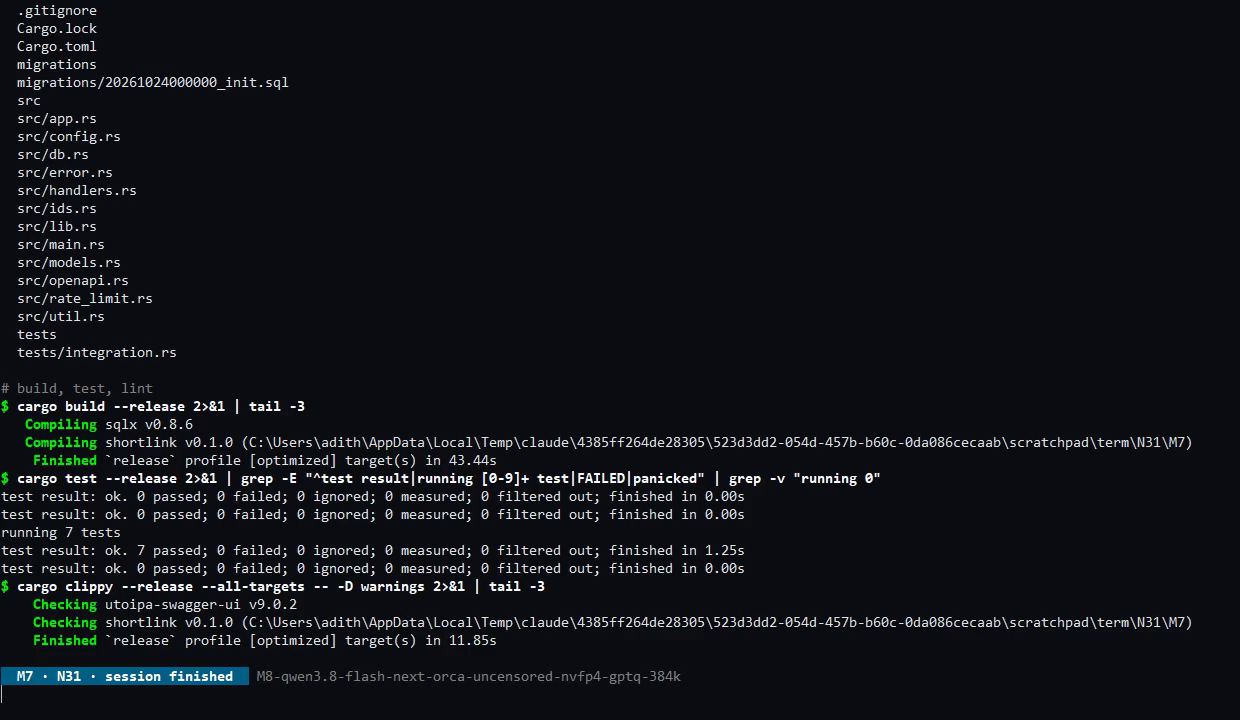 .gitignore
Cargo.lock
Cargo.toml
migrations
migrations/20261024000000_init.sql
src
src/app.rs
src/config.rs
src/db.rs
src/error.rs
src/handlers.rs
src/ids.rs
src/lib.rs
src/main.rs
src/models.rs
src/openapi.rs
src/rate_limit.rs
src/util.rs
tests
tests/integration.rs
# build, test, lint
$ cargo build --release 2>&1 | tail -3
Compiling sqlx v0.8.6
Compiling shortlink v0.1.0 (C:\Users\adith\AppData\Local\Temp\claude\4385ff264de28305\523d3dd2-054d-457b-b60c-0da086cecaab\scratchpad\term\N31\M7)
Finished `release` profile [optimized] target(s) in 43.44s
$ cargo test --release 2>&1 | grep -E "^test result|running [0-9]+ test|FAILED|panicked" | grep -v "running 0"
test result: ok. 0 passed; 0 failed; 0 ignored; 0 measured; 0 filtered out; finished in 0.00s
test result: ok. 0 passed; 0 failed; 0 ignored; 0 measured; 0 filtered out; finished in 0.00s
running 7 tests
test result: ok. 7 passed; 0 failed; 0 ignored; 0 measured; 0 filtered out; finished in 1.25s
test result: ok. 0 passed; 0 failed; 0 ignored; 0 measured; 0 filtered out; finished in 0.00s
$ cargo clippy --release --all-targets -- -D warnings 2>&1 | tail -3
Checking utoipa-swagger-ui v9.0.2
Checking shortlink v0.1.0 (C:\Users\adith\AppData\Local\Temp\claude\4385ff264de28305\523d3dd2-054d-457b-b60c-0da086cecaab\scratchpad\term\N31\M7)
Finished `release` profile [optimized] target(s) in 11.85s
M7 · N31 · session finished M8-qwen3.8-flash-next-orca-uncensored-nvfp4-gptq-384k